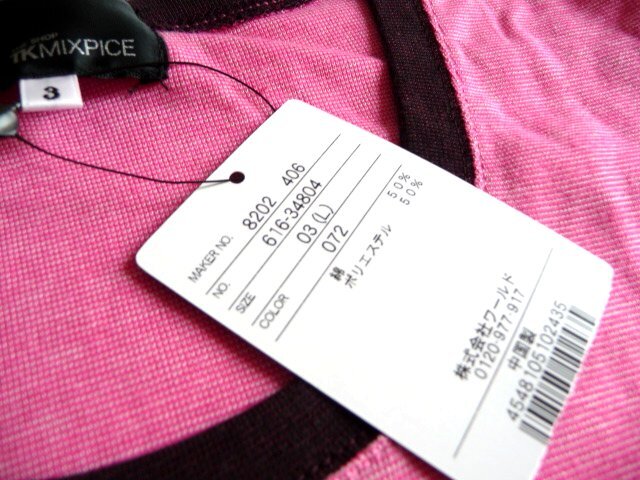 SHOP
TKMIXPICE
3
MAKER NO. 8202 406
NO. 616-34804
SIZE 03 (L)
COLOR 072
綿 50%
ポリエステル 50%
株式会社ワールド
0120-977-917
中国製
4548105102435